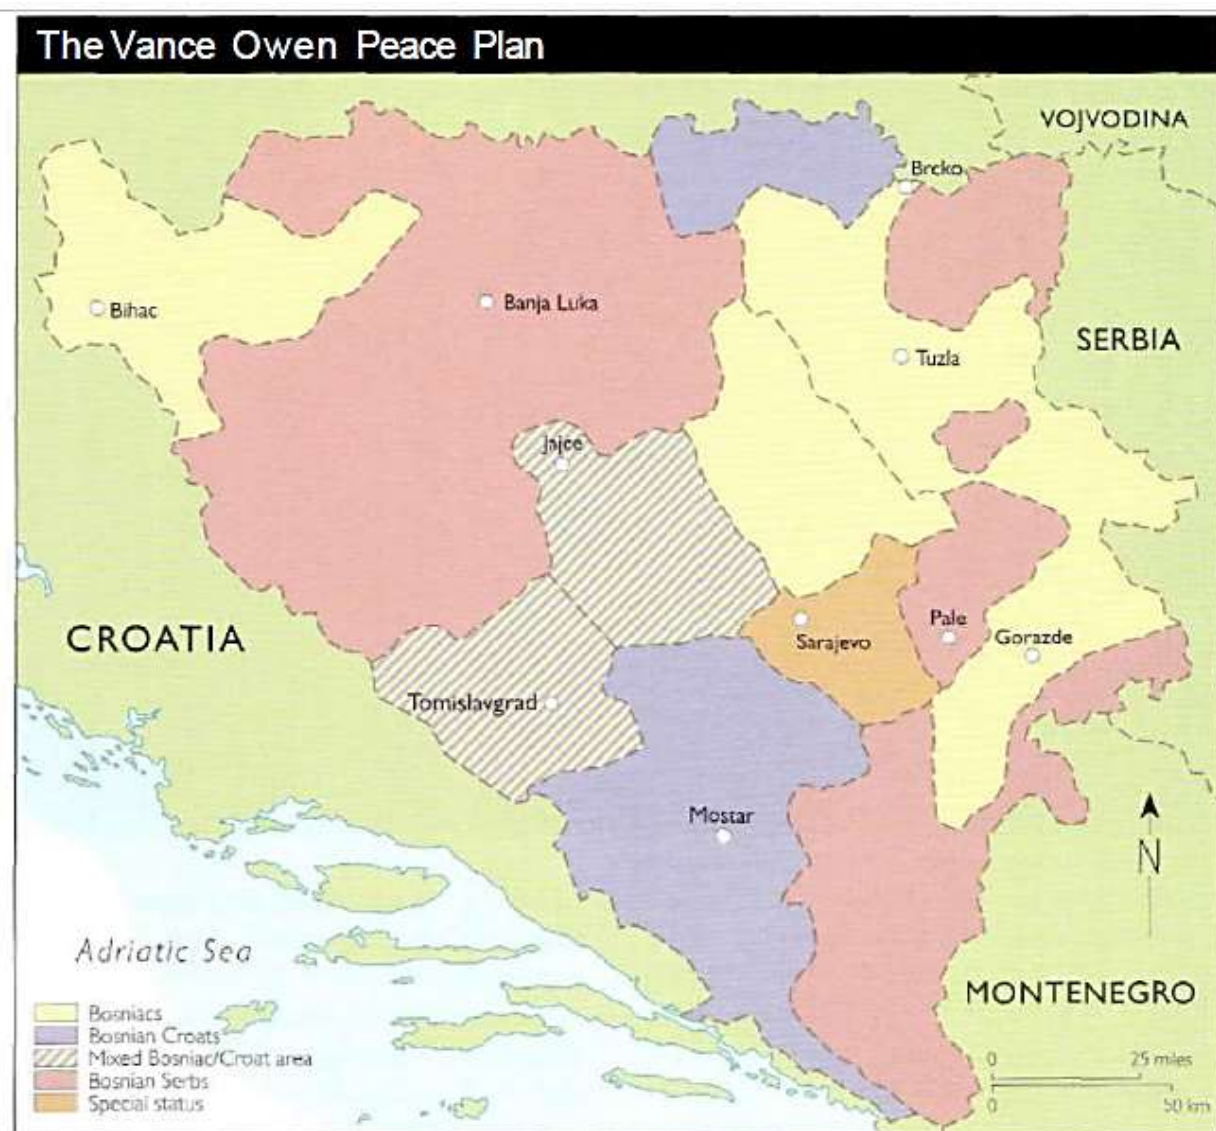 The Vance Owen Peace Plan
VOJVODINA
Brcko
Bihac
Banja Luka
SERBIA
Tuzla
Jajce
CROATIA
Pale
Sarajevo
Gorazde
Tomislavgrad
Mostar
N
Adriatic Sea
MONTENEGRO
Bosniacs
Bosnian Croats
Mixed Bosniac/Croat area
Bosnian Serbs
Special status
0 25 miles
0 50 km